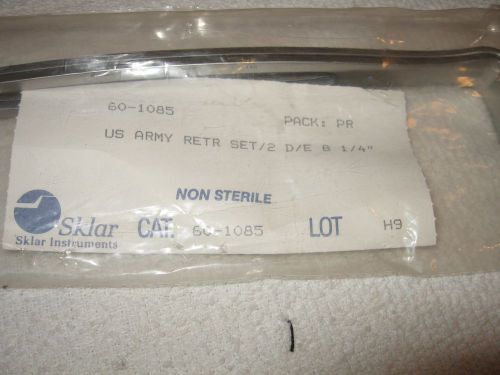 60-1085 PACK: PR
US ARMY RETR SET/2 D/E 8 1/4"
NON STERILE
Sklar CAT. 60-1085 LOT H9
Sklar Instruments